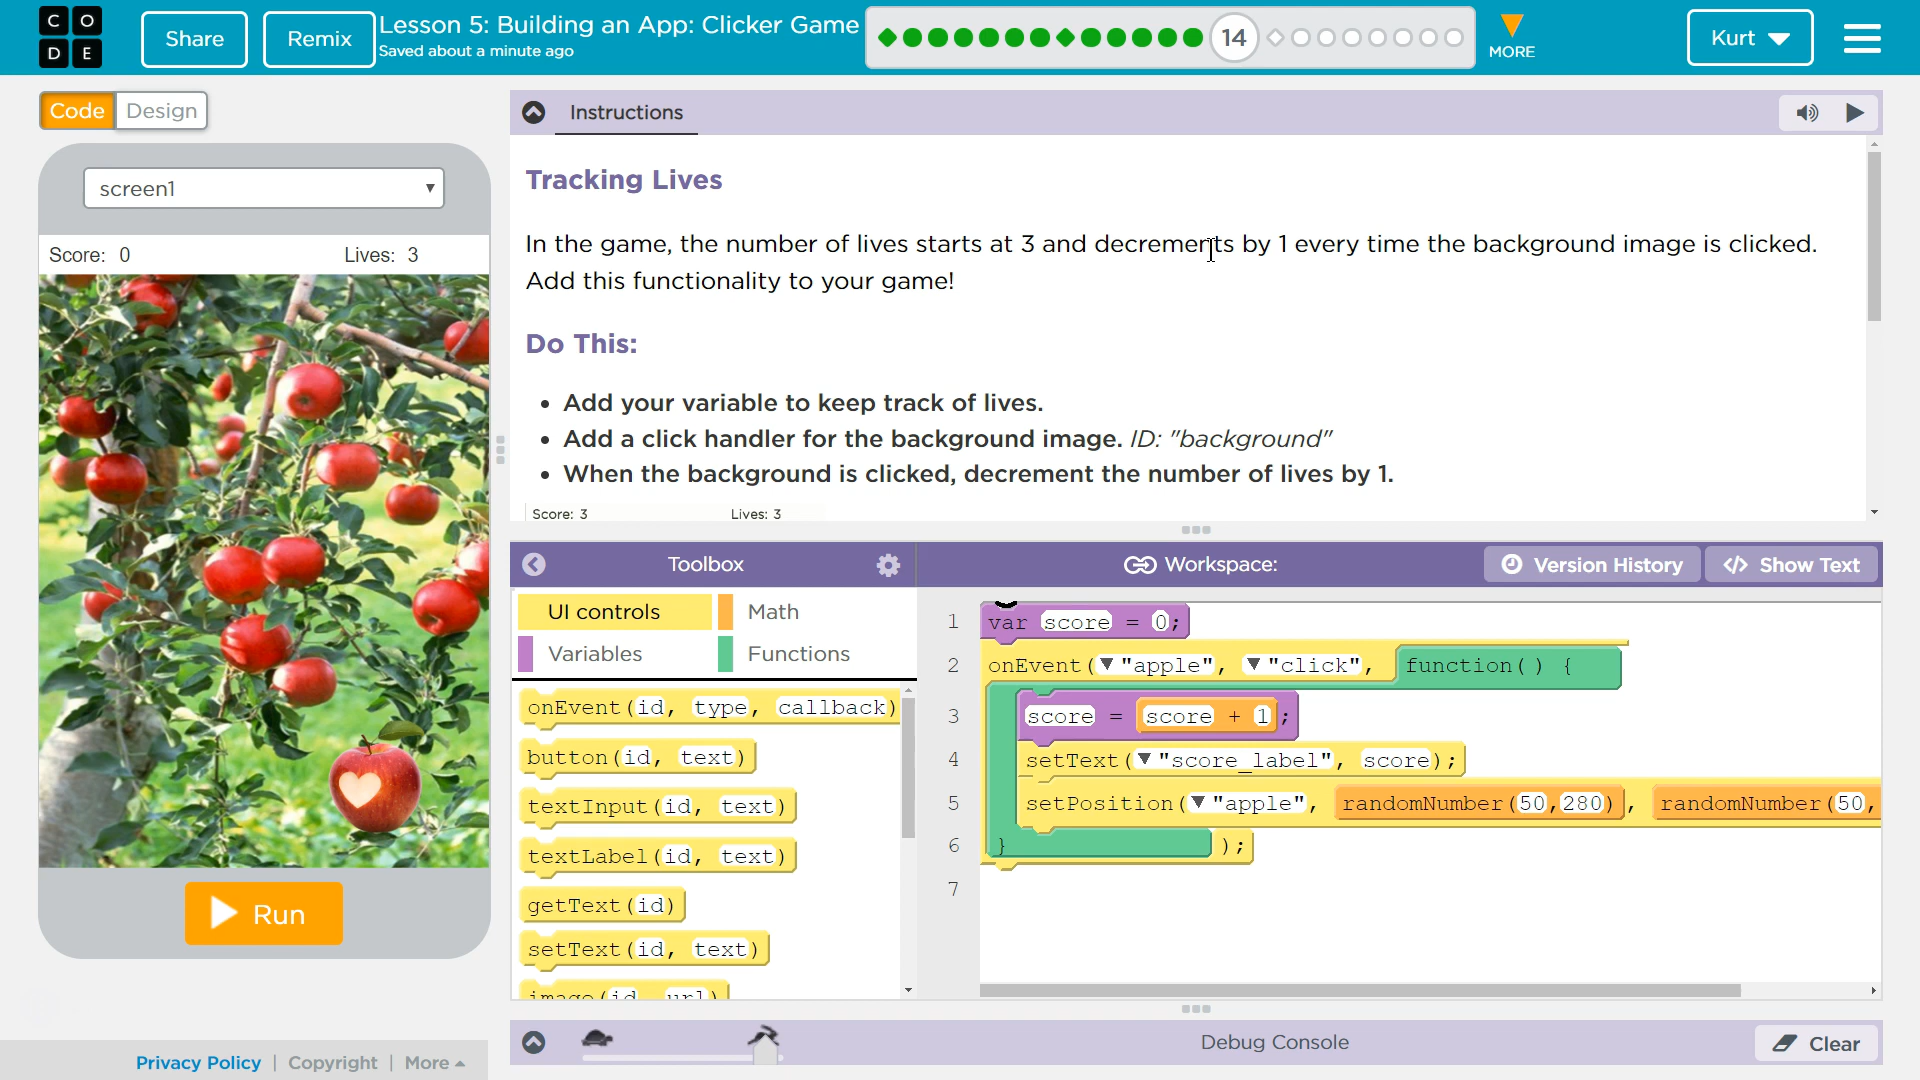 CO
DE
Share
Remix
Lesson 5: Building an App: Clicker Game
Saved about a minute ago
14
MORE
Kurt
Code
Design
screen1
Score: 0
Lives: 3
Run
Instructions
Tracking Lives
In the game, the number of lives starts at 3 and decrements by 1 every time the background image is clicked.
Add this functionality to your game!
Do This:
• Add your variable to keep track of lives.
• Add a click handler for the background image. ID: "background"
• When the background is clicked, decrement the number of lives by 1.
Score: 3
Lives: 3
Toolbox
Workspace:
Version History
Show Text
UI controls
Math
Variables
Functions
onEvent(id, type, callback)
button(id, text)
textInput(id, text)
textLabel(id, text)
getText(id)
setText(id, text)
image(id, url)
1 var score = 0;
2 onEvent("apple", "click", function() {
3 score = score + 1;
4 setText("score_label", score);
5 setPosition("apple", randomNumber(50,280), randomNumber(50,
6 } );
7
Debug Console
Clear
Privacy Policy | Copyright | More